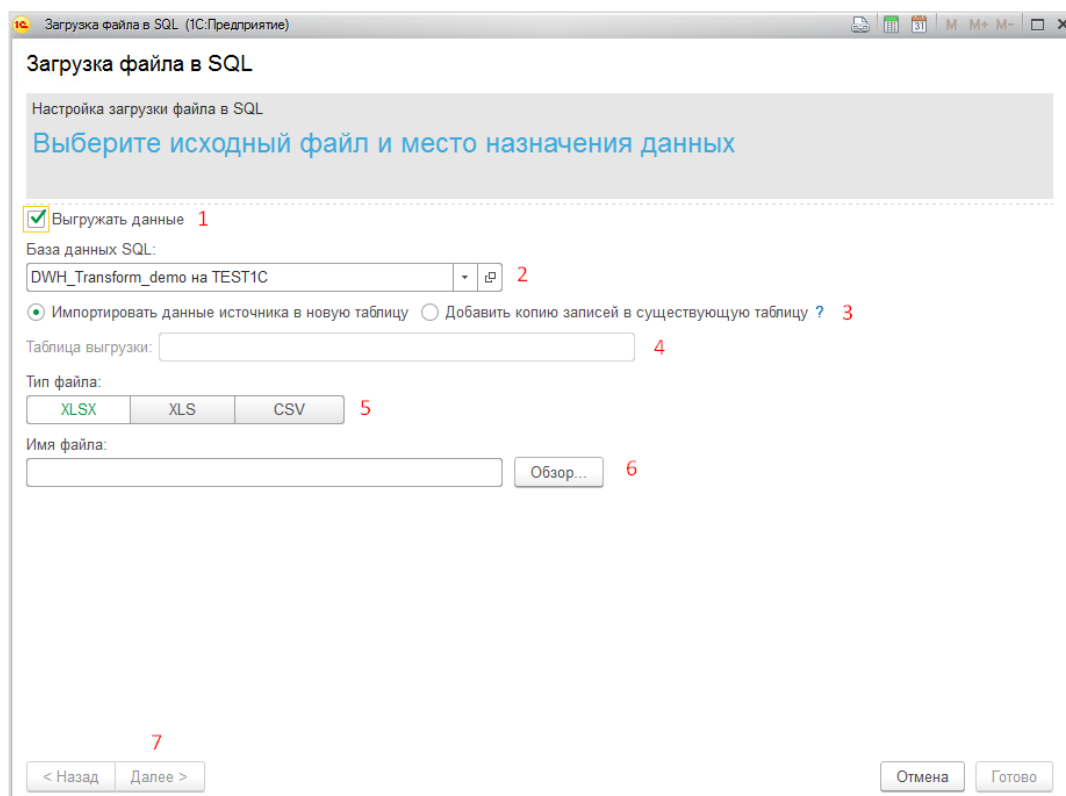 1С Загрузка файла в SQL (1С:Предприятие) 31 M M+ M-
Загрузка файла в SQL
Настройка загрузки файла в SQL
Выберите исходный файл и место назначения данных
Выгружать данные 1
База данных SQL:
DWH_Transform_demo на TEST1C 2
Импортировать данные источника в новую таблицу Добавить копию записей в существующую таблицу ? 3
Таблица выгрузки: 4
Тип файла:
XLSX XLS CSV 5
Имя файла:
Обзор... 6
7
< Назад Далее > Отмена Готово